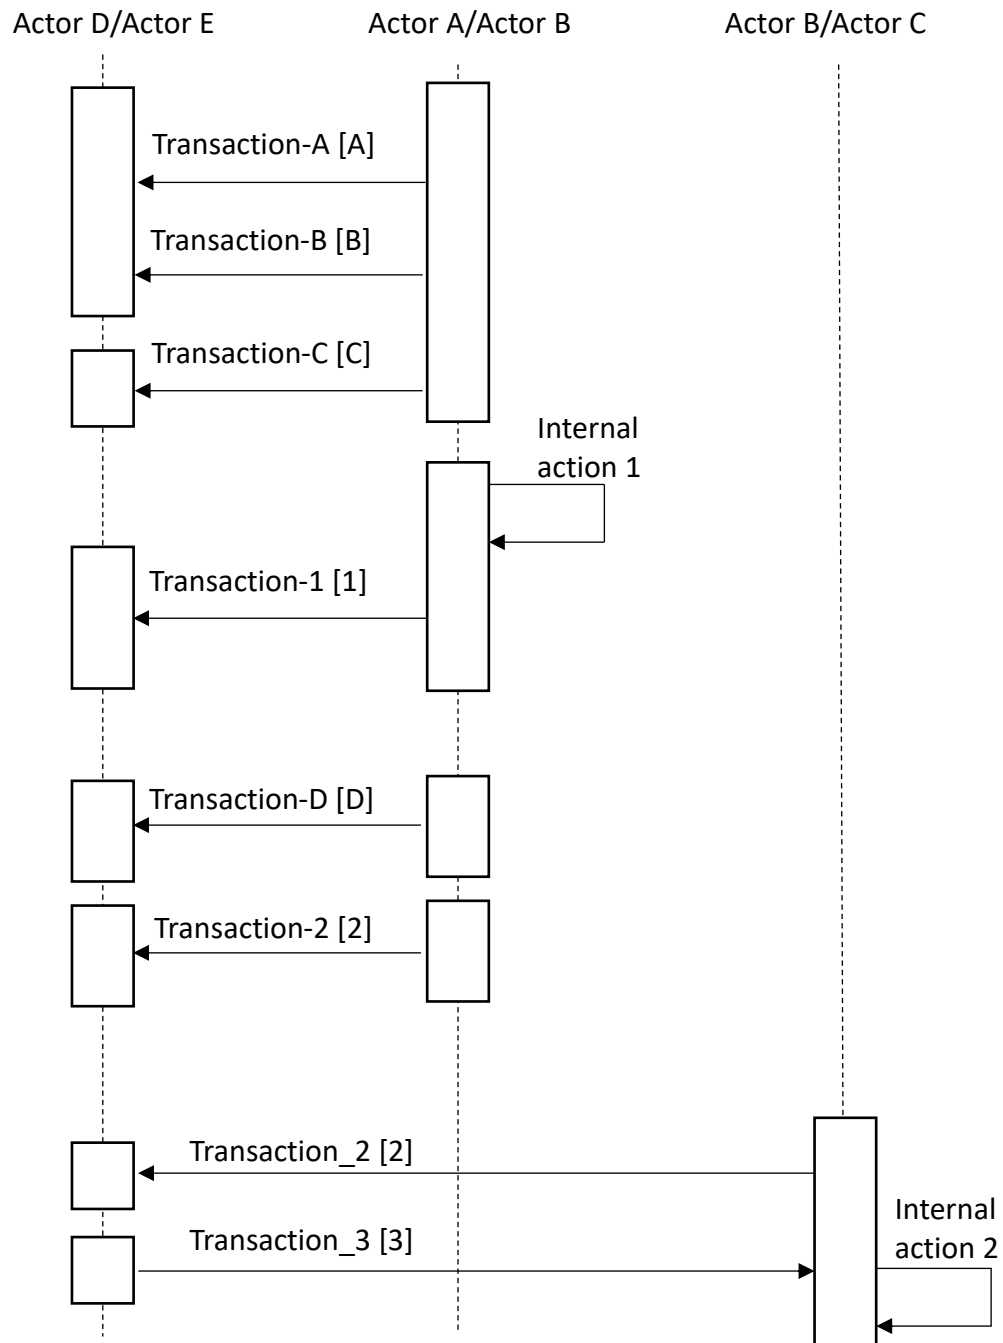 Actor D/Actor E
Actor A/Actor B
Actor B/Actor C
Transaction-A [A]
Transaction-B [B]
Transaction-C [C]
Internal
action 1
Transaction-1 [1]
Transaction-D [D]
Transaction-2 [2]
Transaction_2 [2]
Internal
action 2
Transaction_3 [3]